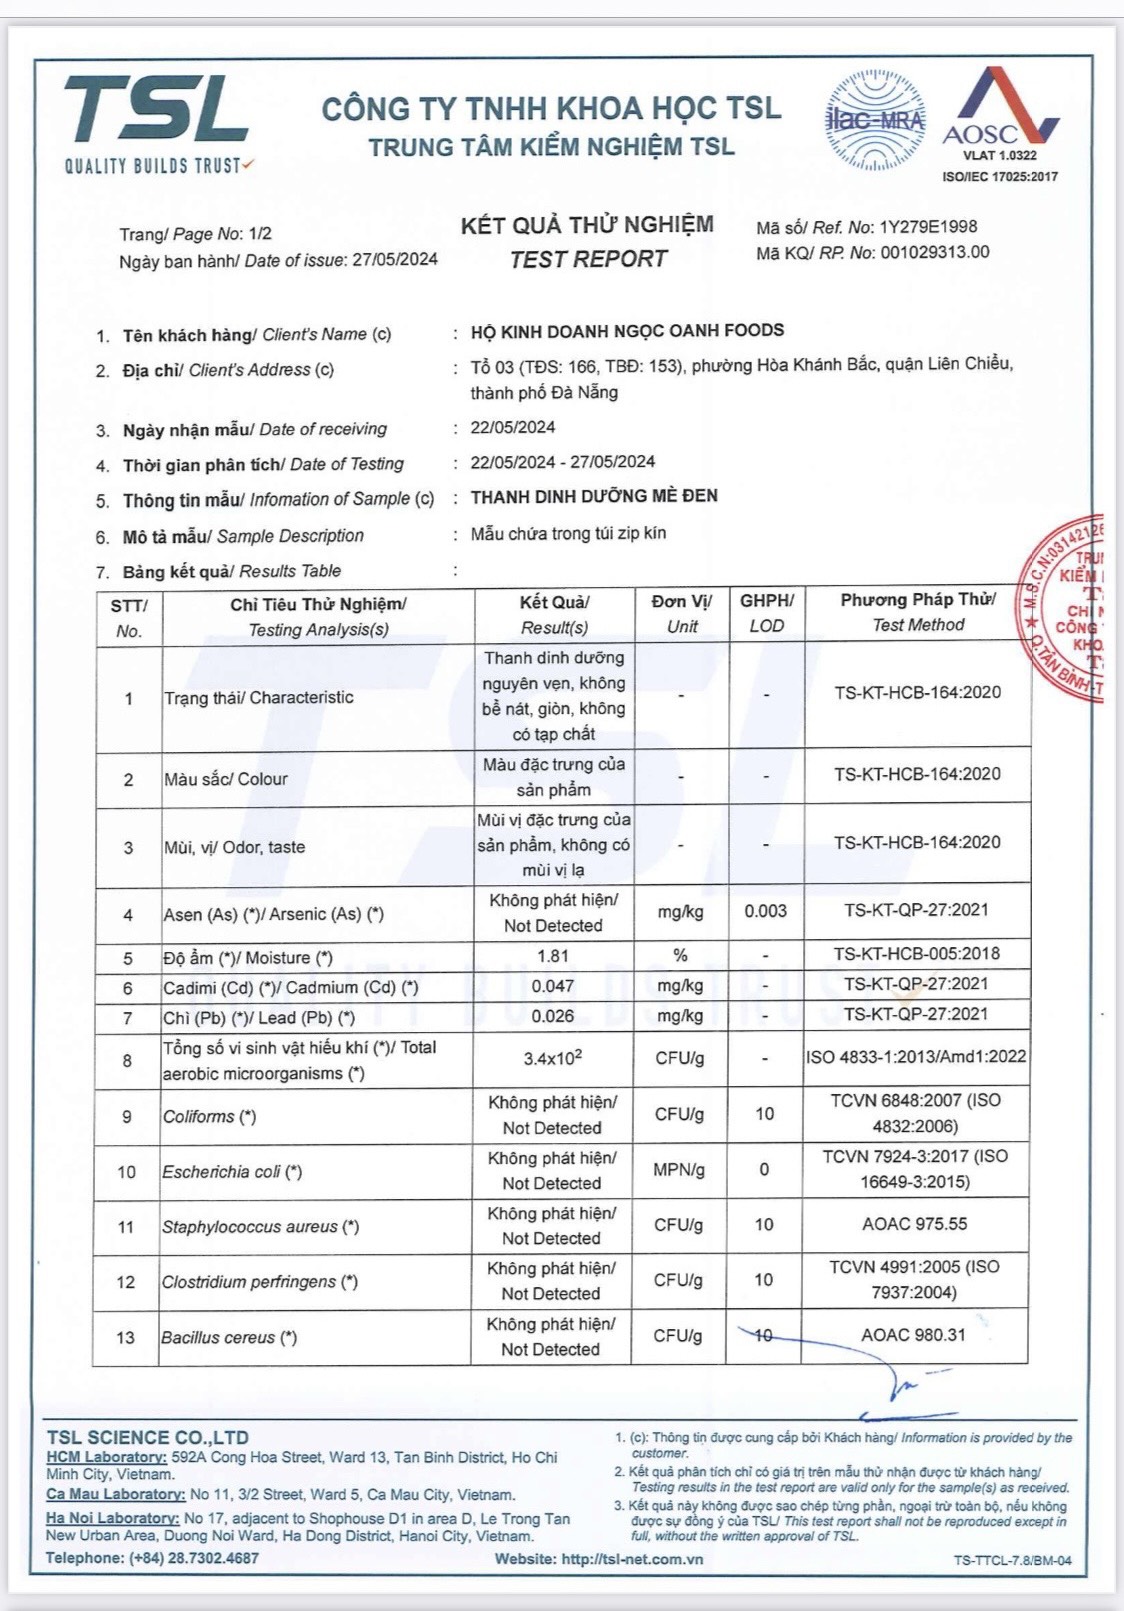 TSL
QUALITY BUILDS TRUST
CÔNG TY TNHH KHOA HỌC TSL
TRUNG TÂM KIỂM NGHIỆM TSL
ilac-MRA
AOSC
VLAT 1.0322
ISO/IEC 17025:2017
Trang/ Page No: 1/2
Ngày ban hành/ Date of issue: 27/05/2024
KẾT QUẢ THỬ NGHIỆM
TEST REPORT
Mã số/ Ref. No: 1Y279E1998
Mã KQ/ RP. No: 001029313.00
1. Tên khách hàng/ Client's Name (c) : HỘ KINH DOANH NGỌC OANH FOODS
2. Địa chỉ/ Client's Address (c) : Tổ 03 (TĐS: 166, TBĐ: 153), phường Hòa Khánh Bắc, quận Liên Chiểu,
thành phố Đà Nẵng
3. Ngày nhận mẫu/ Date of receiving : 22/05/2024
4. Thời gian phân tích/ Date of Testing : 22/05/2024 - 27/05/2024
5. Thông tin mẫu/ Infomation of Sample (c) : THANH DINH DƯỠNG MÈ ĐEN
6. Mô tả mẫu/ Sample Description : Mẫu chứa trong túi zip kín
7. Bảng kết quả/ Results Table :
STT/ No. Chỉ Tiêu Thử Nghiệm/ Testing Analysis(s) Kết Quả/ Result(s) Đơn Vị/ Unit GHPH/ LOD Phương Pháp Thử/ Test Method
1 Trạng thái/ Characteristic Thanh dinh dưỡng nguyên vẹn, không bể nát, giòn, không có tạp chất - - TS-KT-HCB-164:2020
2 Màu sắc/ Colour Màu đặc trưng của sản phẩm - - TS-KT-HCB-164:2020
3 Mùi, vị/ Odor, taste Mùi vị đặc trưng của sản phẩm, không có mùi vị lạ - - TS-KT-HCB-164:2020
4 Asen (As) (*)/ Arsenic (As) (*) Không phát hiện/ Not Detected mg/kg 0.003 TS-KT-QP-27:2021
5 Độ ẩm (*)/ Moisture (*) 1.81 % - TS-KT-HCB-005:2018
6 Cadimi (Cd) (*)/ Cadmium (Cd) (*) 0.047 mg/kg - TS-KT-QP-27:2021
7 Chì (Pb) (*)/ Lead (Pb) (*) 0.026 mg/kg - TS-KT-QP-27:2021
8 Tổng số vi sinh vật hiếu khí (*)/ Total aerobic microorganisms (*) 3.4x10² CFU/g - ISO 4833-1:2013/Amd1:2022
9 Coliforms (*) Không phát hiện/ Not Detected CFU/g 10 TCVN 6848:2007 (ISO 4832:2006)
10 Escherichia coli (*) Không phát hiện/ Not Detected MPN/g 0 TCVN 7924-3:2017 (ISO 16649-3:2015)
11 Staphylococcus aureus (*) Không phát hiện/ Not Detected CFU/g 10 AOAC 975.55
12 Clostridium perfringens (*) Không phát hiện/ Not Detected CFU/g 10 TCVN 4991:2005 (ISO 7937:2004)
13 Bacillus cereus (*) Không phát hiện/ Not Detected CFU/g 10 AOAC 980.31
TSL SCIENCE CO.,LTD
HCM Laboratory: 592A Cong Hoa Street, Ward 13, Tan Binh District, Ho Chi
Minh City, Vietnam.
Ca Mau Laboratory: No 11, 3/2 Street, Ward 5, Ca Mau City, Vietnam.
Ha Noi Laboratory: No 17, adjacent to Shophouse D1 in area D, Le Trong Tan
New Urban Area, Duong Noi Ward, Ha Dong District, Hanoi City, Vietnam.
Telephone: (+84) 28.7302.4687
Website: http://tsl-net.com.vn
1. (c): Thông tin được cung cấp bởi Khách hàng/ Information is provided by the
customer.
2. Kết quả phân tích chỉ có giá trị trên mẫu thử nhận được từ khách hàng/
Testing results in the test report are valid only for the sample(s) as received.
3. Kết quả này không được sao chép từng phần, ngoại trừ toàn bộ, nếu không
được sự đồng ý của TSL/ This test report shall not be reproduced except in
full, without the written approval of TSL.
TS-TTCL-7.8/BM-04